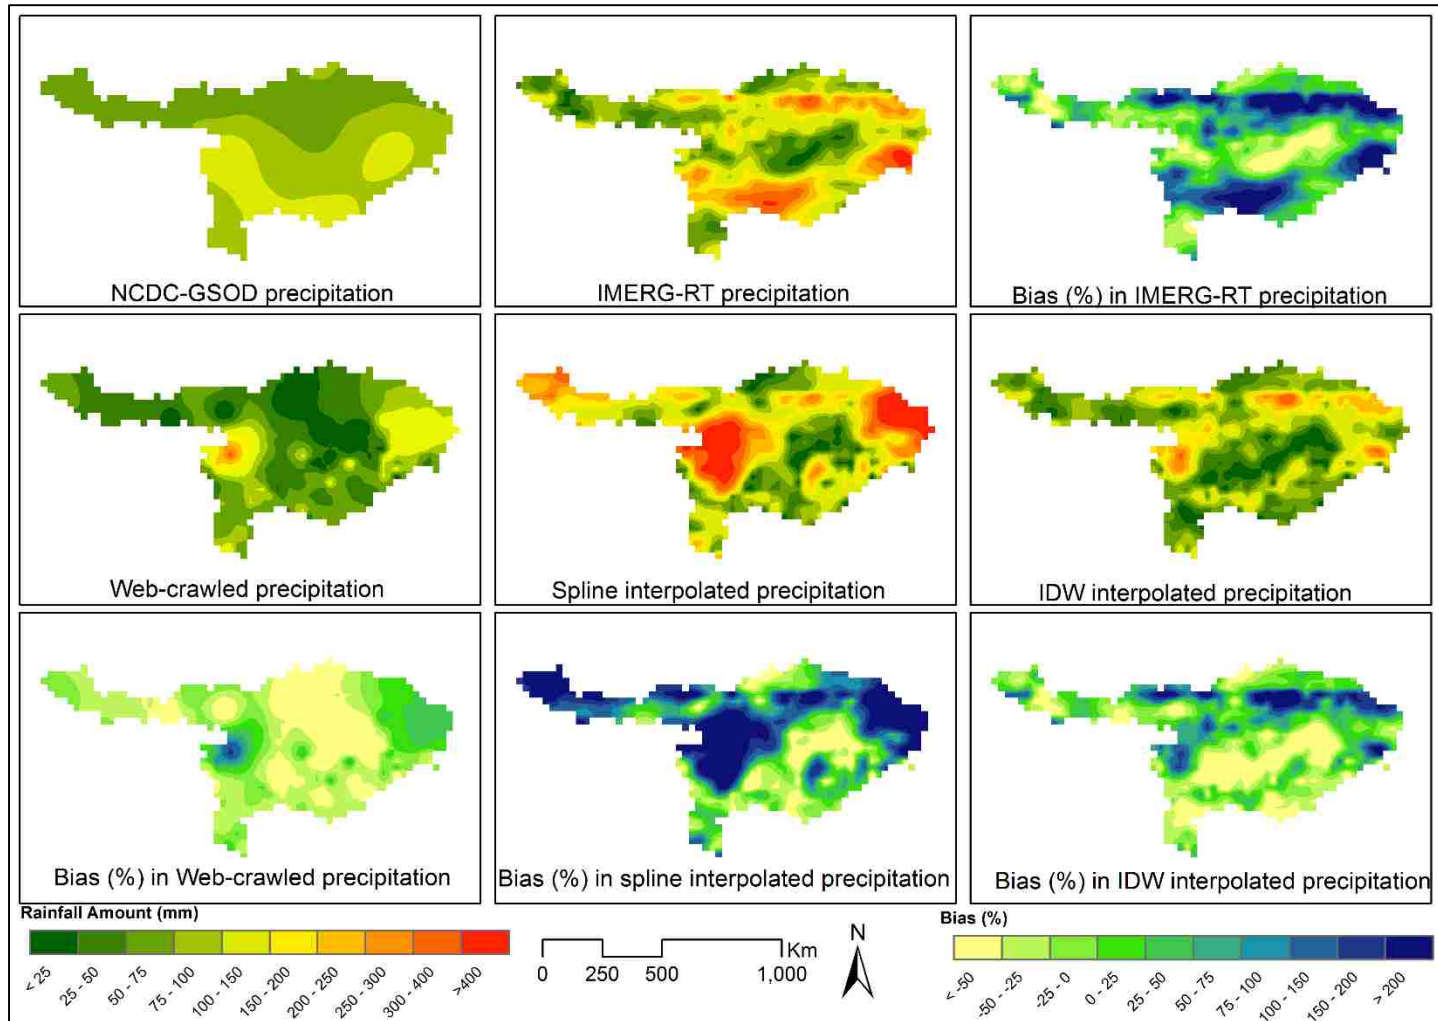 NCDC-GSOD precipitation
IMERG-RT precipitation
Bias (%) in IMERG-RT precipitation
Web-crawled precipitation
Spline interpolated precipitation
IDW interpolated precipitation
Bias (%) in Web-crawled precipitation
Bias (%) in spline interpolated precipitation
Bias (%) in IDW interpolated precipitation
Rainfall Amount (mm)
< 25
25 - 50
50 - 75
75 - 100
100 - 150
150 - 200
200 - 250
250 - 300
300 - 400
>400
Km
0 250 500 1,000
N
Bias (%)
< -50
-50 - -25
-25 - 0
0 - 25
25 - 50
50 - 75
75 - 100
100 - 150
150 - 200
> 200